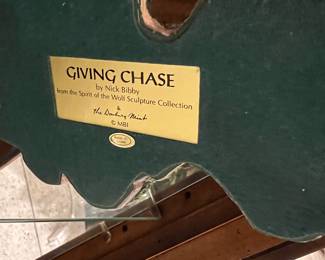 GIVING CHASE
by Nick Bibby
from the Spirit of the Wolf Sculpture Collection
&
the Danbury Mint
© MBI